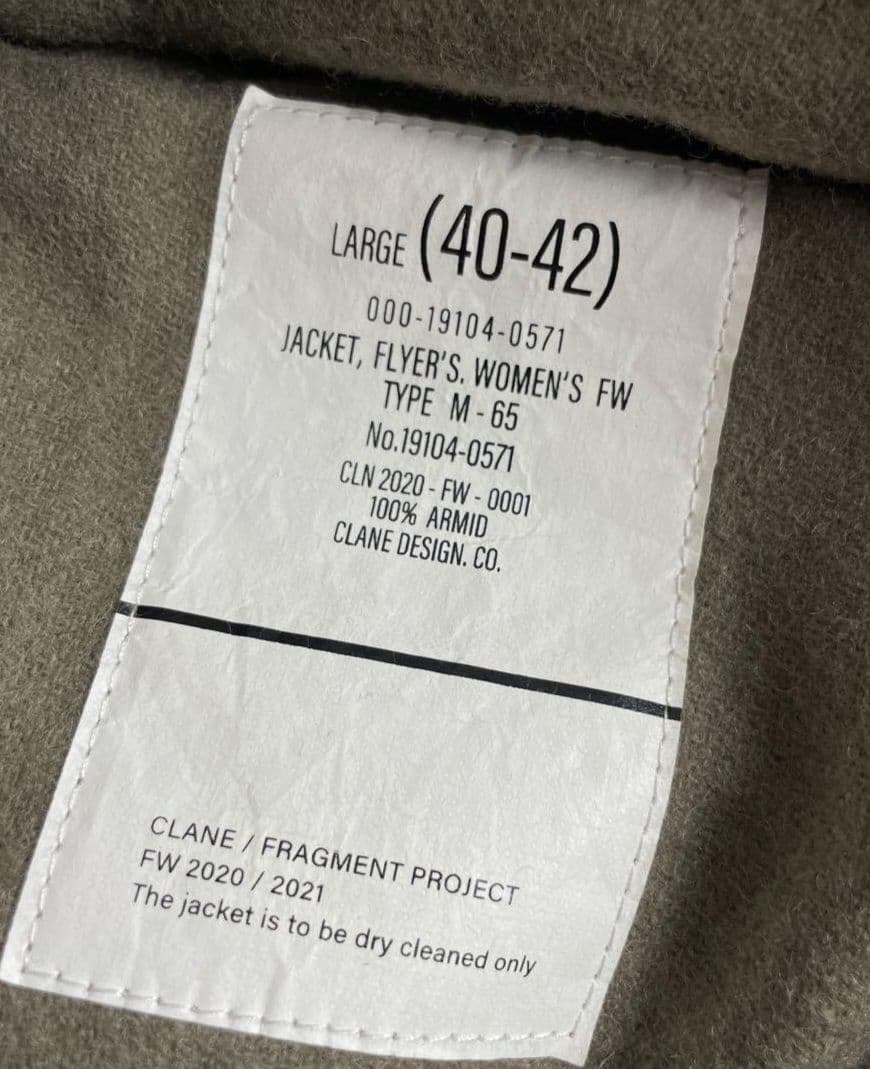 LARGE (40-42)
000-19104-0571
JACKET, FLYER'S. WOMEN'S FW
TYPE M-65
No.19104-0571
CLN 2020 - FW - 0001
100% ARMID
CLANE DESIGN. CO.
CLANE / FRAGMENT PROJECT
FW 2020 / 2021
The jacket is to be dry cleaned only